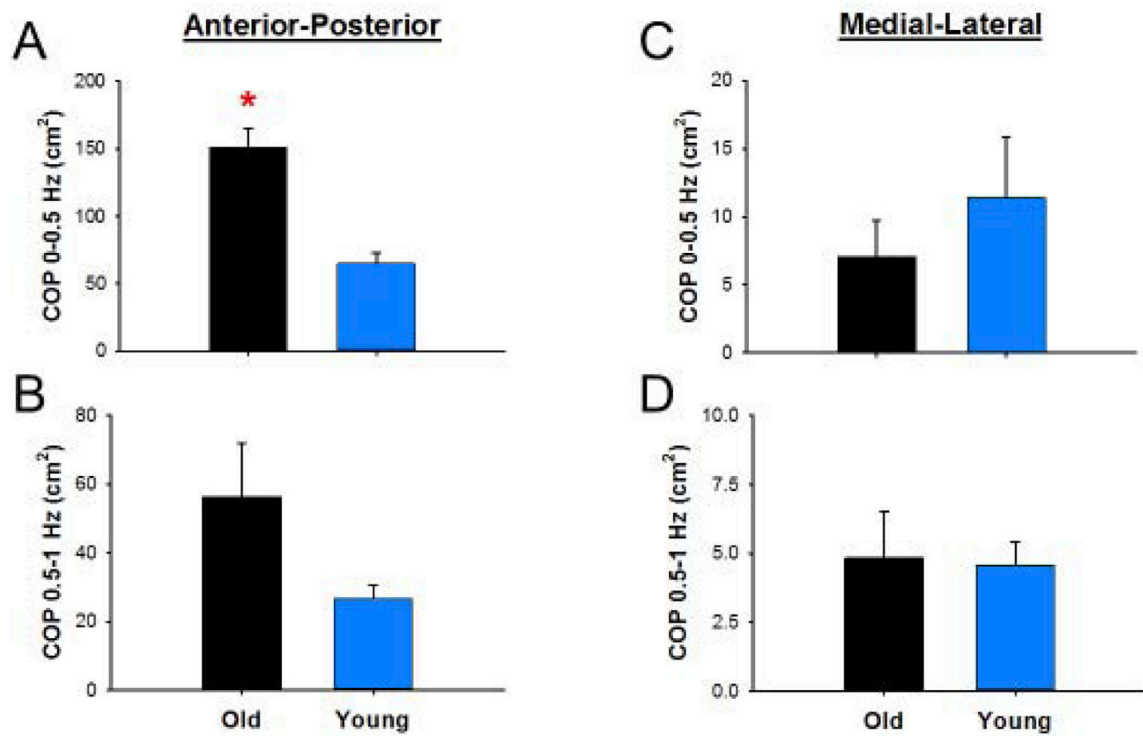 Anterior-Posterior
Medial-Lateral
A
COP 0-0.5 Hz (cm²)
200
150
100
50
0
*
C
COP 0-0.5 Hz (cm²)
20
15
10
5
0
B
COP 0.5-1 Hz (cm²)
80
60
40
20
0
Old Young
D
COP 0.5-1 Hz (cm²)
10.0
7.5
5.0
2.5
0.0
Old Young